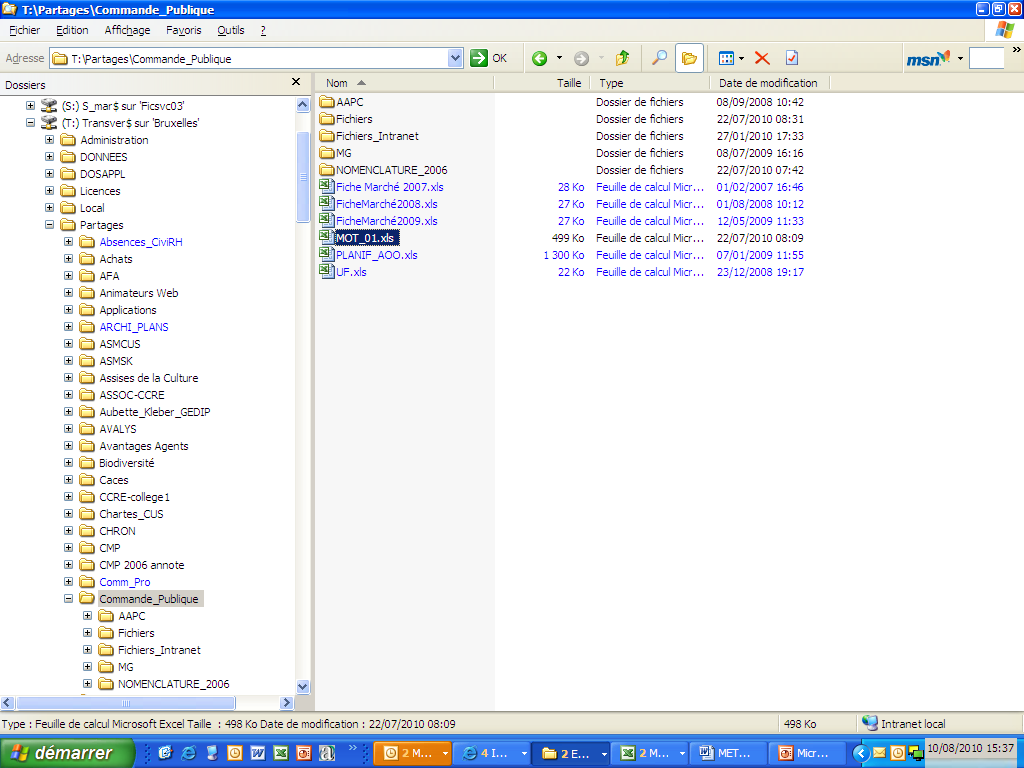 T:\Partages\Commande_Publique
Fichier Edition Affichage Favoris Outils ?
Adresse T:\Partages\Commande_Publique OK msn »
Dossiers
(S:) S_mar$ sur 'Ficsvc03'
(T:) Transver$ sur 'Bruxelles'
Administration
DONNEES
DOSAPPL
Licences
Local
Partages
Absences_CiviRH
Achats
AFA
Animateurs Web
Applications
ARCHI_PLANS
ASMCUS
ASMSK
Assises de la Culture
ASSOC-CCRE
Aubette_Kleber_GEDIP
AVALYS
Avantages Agents
Biodiversité
Caces
CCRE-college1
Chartes_CUS
CHRON
CMP
CMP 2006 annote
Comm_Pro
Commande_Publique
AAPC
Fichiers
Fichiers_Intranet
MG
NOMENCLATURE_2006
Nom Taille Type Date de modification
AAPC Dossier de fichiers 08/09/2008 10:42
Fichiers Dossier de fichiers 22/07/2010 08:31
Fichiers_Intranet Dossier de fichiers 27/01/2010 17:33
MG Dossier de fichiers 08/07/2009 16:16
NOMENCLATURE_2006 Dossier de fichiers 22/07/2010 07:42
Fiche Marché 2007.xls 28 Ko Feuille de calcul Micr... 01/02/2007 16:46
FicheMarché2008.xls 27 Ko Feuille de calcul Micr... 01/08/2008 10:12
FicheMarché2009.xls 27 Ko Feuille de calcul Micr... 12/05/2009 11:33
MOT_01.xls 499 Ko Feuille de calcul Micr... 22/07/2010 08:09
PLANIF_AOO.xls 1 300 Ko Feuille de calcul Micr... 07/01/2009 11:55
UF.xls 22 Ko Feuille de calcul Micr... 23/12/2008 19:17
Type : Feuille de calcul Microsoft Excel Taille : 498 Ko Date de modification : 22/07/2010 08:09 498 Ko Intranet local
démarrer » 2 M... 4 I... 2 E... 2 M... MET... Micr... 10/08/2010 15:37